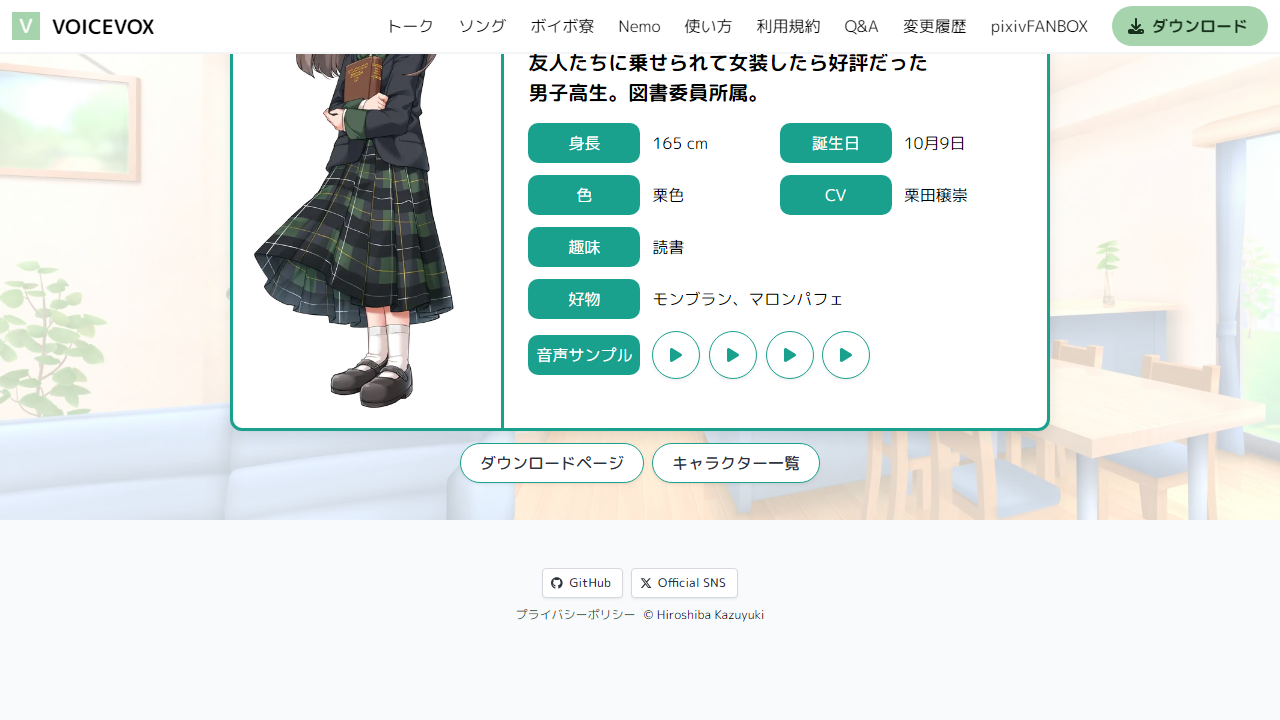 V VOICEVOX トーク ソング ボイボ寮 Nemo 使い方 利用規約 Q&A 変更履歴 pixivFANBOX ダウンロード
友人たちに乗せられて女装したら好評だった
男子高生。図書委員所属。
身長 165 cm 誕生日 10月9日
色 栗色 CV 栗田穣崇
趣味 読書
好物 モンブラン、マロンパフェ
音声サンプル
ダウンロードページ キャラクター一覧
GitHub Official SNS
プライバシーポリシー © Hiroshiba Kazuyuki